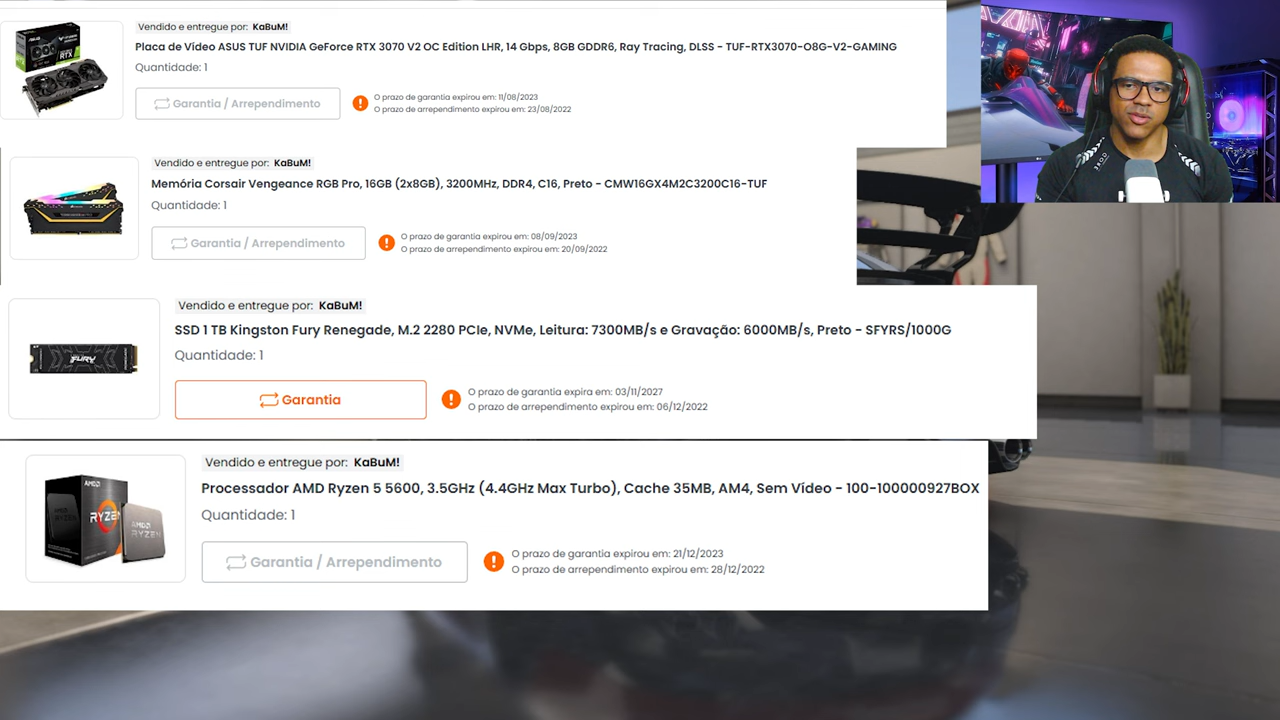 Vendido e entregue por: KaBuM!
Placa de Vídeo ASUS TUF NVIDIA GeForce RTX 3070 V2 OC Edition LHR, 14 Gbps, 8GB GDDR6, Ray Tracing, DLSS - TUF-RTX3070-O8G-V2-GAMING
Quantidade: 1
Garantia / Arrependimento
O prazo de garantia expirou em: 11/08/2023
O prazo de arrependimento expirou em: 23/08/2022
Vendido e entregue por: KaBuM!
Memória Corsair Vengeance RGB Pro, 16GB (2x8GB), 3200MHz, DDR4, C16, Preto - CMW16GX4M2C3200C16-TUF
Quantidade: 1
Garantia / Arrependimento
O prazo de garantia expirou em: 08/09/2023
O prazo de arrependimento expirou em: 20/09/2022
Vendido e entregue por: KaBuM!
SSD 1 TB Kingston Fury Renegade, M.2 2280 PCIe, NVMe, Leitura: 7300MB/s e Gravação: 6000MB/s, Preto - SFYRS/1000G
FURY
Quantidade: 1
Garantia
O prazo de garantia expira em: 03/11/2027
O prazo de arrependimento expirou em: 06/12/2022
Vendido e entregue por: KaBuM!
Processador AMD Ryzen 5 5600, 3.5GHz (4.4GHz Max Turbo), Cache 35MB, AM4, Sem Vídeo - 100-100000927BOX
AMD
RYZEN
AMD
RYZEN
Quantidade: 1
Garantia / Arrependimento
O prazo de garantia expirou em: 21/12/2023
O prazo de arrependimento expirou em: 28/12/2022